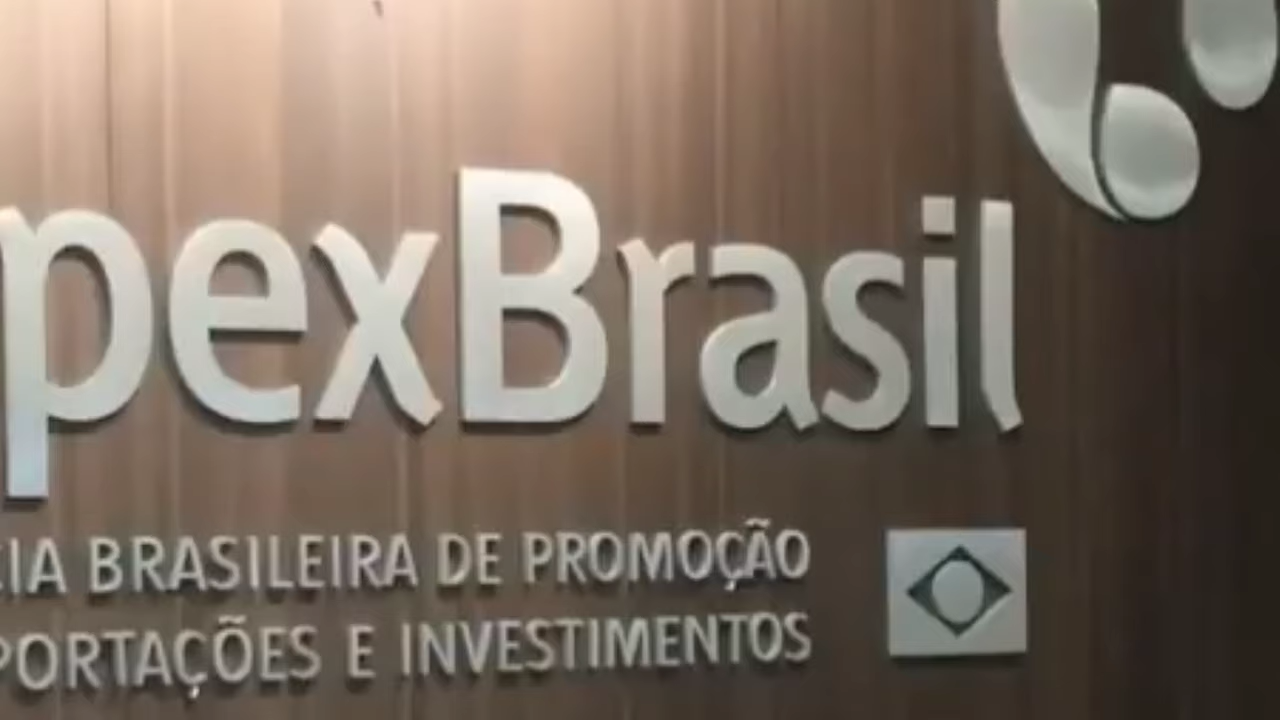 pexBrasil
CIA BRASILEIRA DE PROMOÇÃO
PORTAÇÕES E INVESTIMENTOS